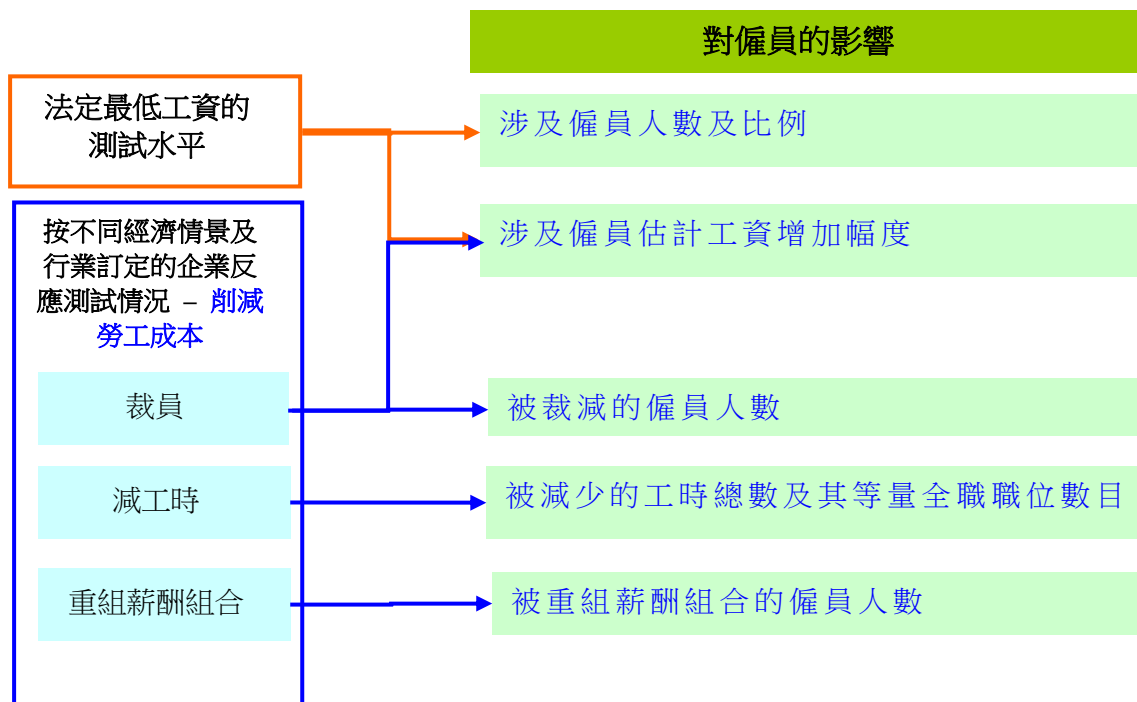 對僱員的影響
法定最低工資的
測試水平
涉及僱員人數及比例
按不同經濟情景及
行業訂定的企業反
應測試情況 – 削減
勞工成本
涉及僱員估計工資增加幅度
裁員
被裁減的僱員人數
減工時
被減少的工時總數及其等量全職職位數目
重組薪酬組合
被重組薪酬組合的僱員人數